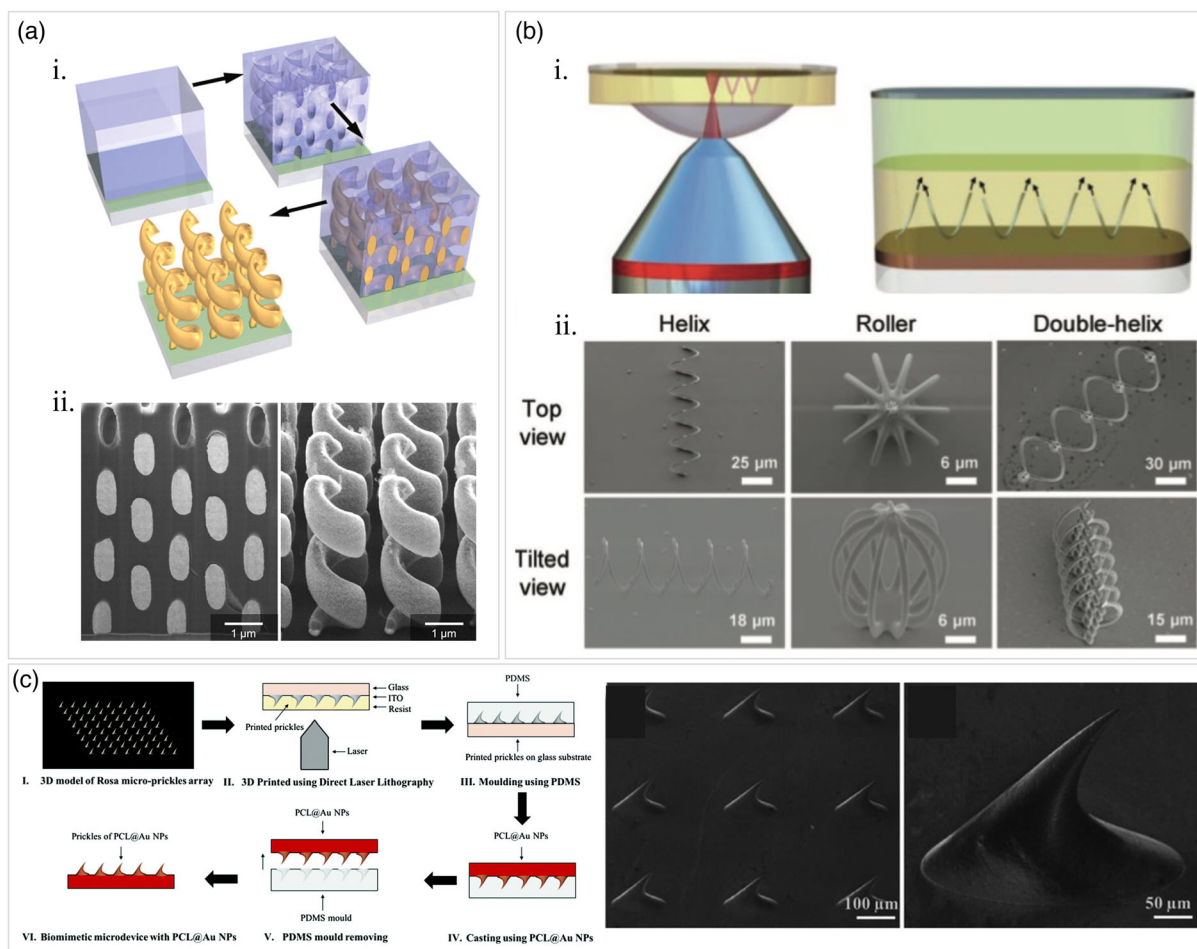 (a)
i.
ii.
1 µm
1 µm
(b)
i.
ii.
Helix
Roller
Double-helix
Top
view
25 µm
6 µm
30 µm
Tilted
view
18 µm
6 µm
15 µm
(c)
I. 3D model of Rosa micro-prickles array
Glass
ITO
Resist
Printed prickles
Laser
II. 3D Printed using Direct Laser Lithography
PDMS
Printed prickles on glass substrate
III. Moulding using PDMS
Prickles of PCL@Au NPs
VI. Biomimetic microdevice with PCL@Au NPs
PCL@Au NPs
PDMS mould
V. PDMS mould removing
PCL@Au NPs
IV. Casting using PCL@Au NPs
100 µm
50 µm